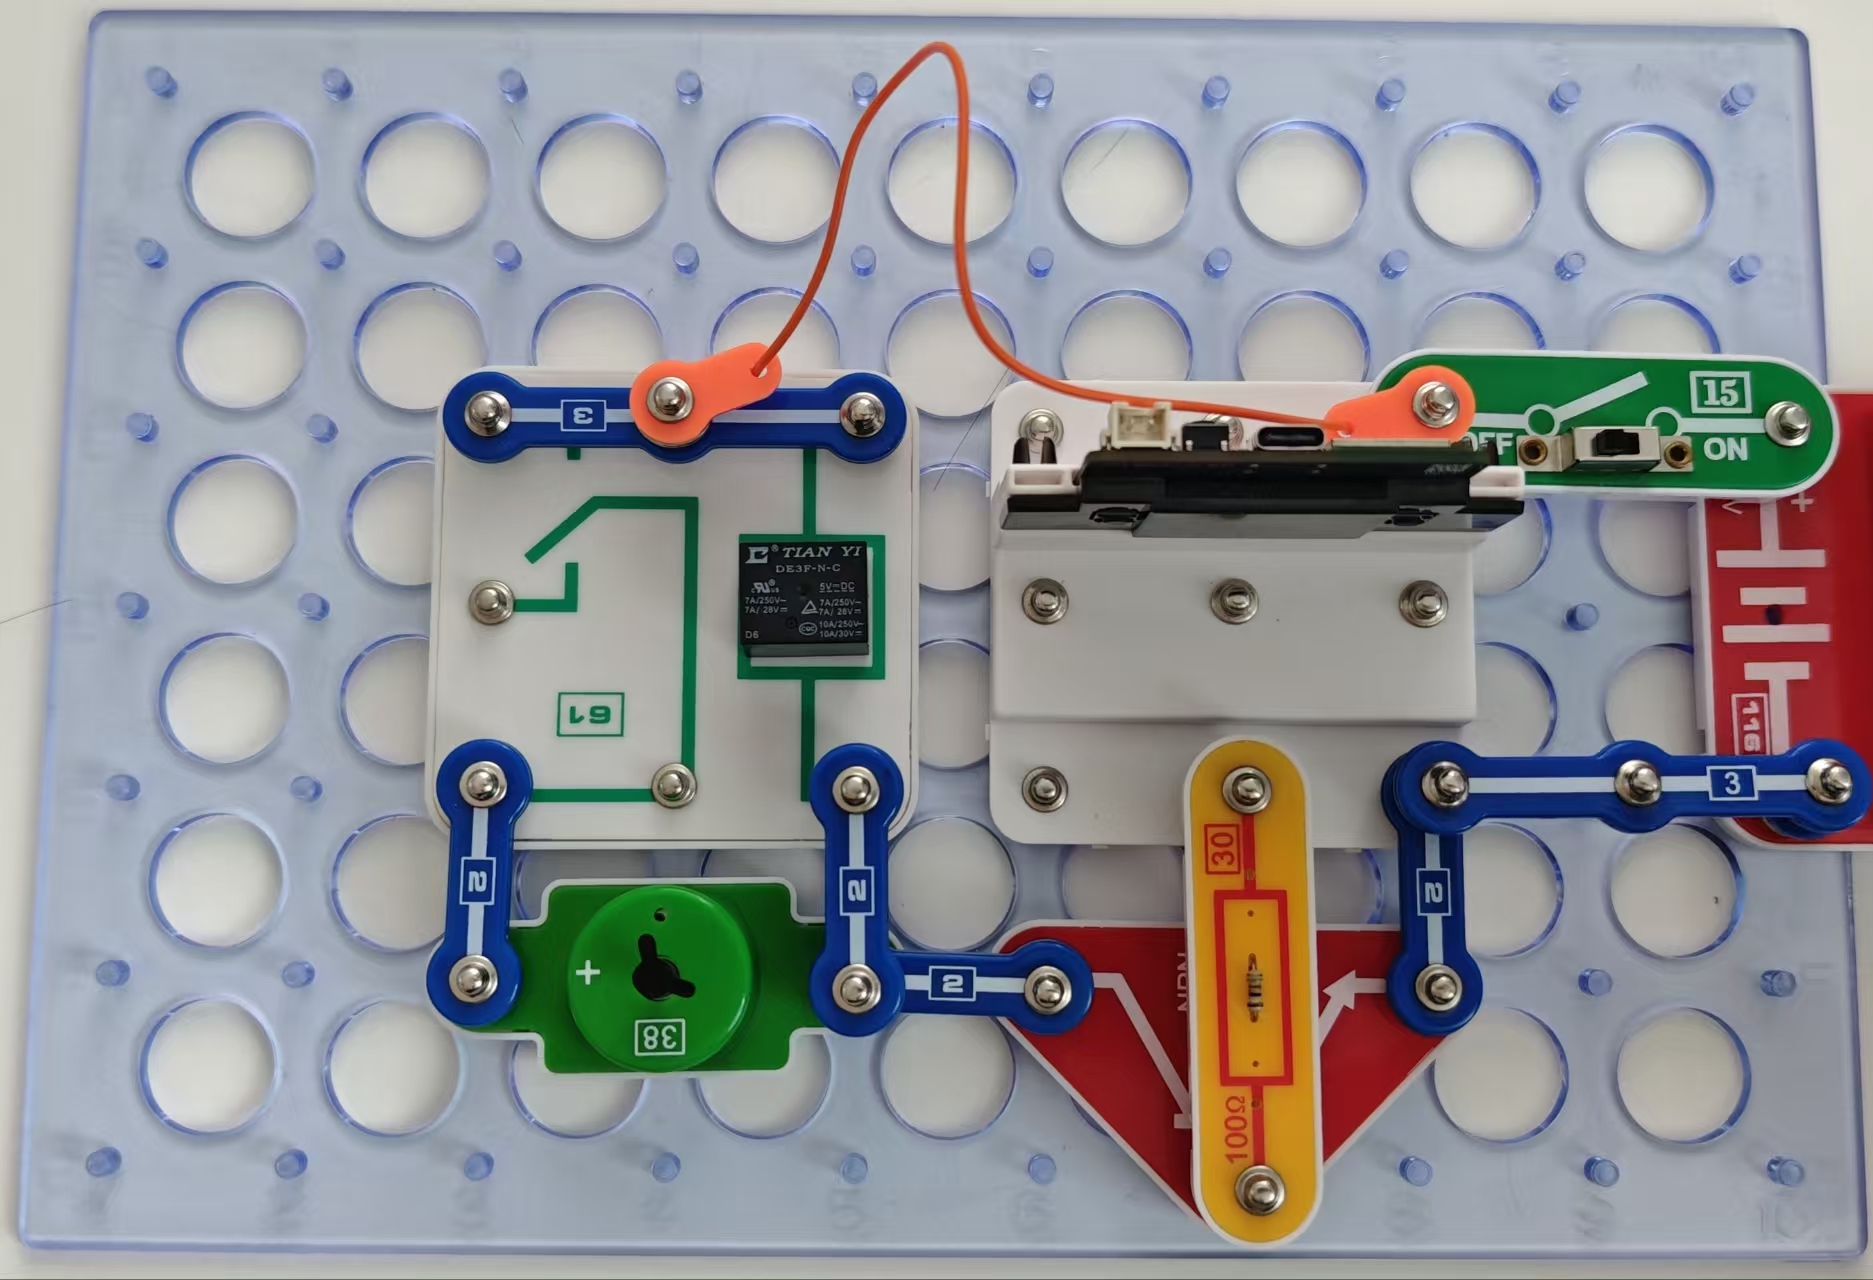 3
15
OFF
ON
® TIAN YI
DE3F-N-C
5V⎓DC
7A/250V~
7A/250V~
7A/ 28V⎓
7A/ 28V⎓
10A/250V~
10A/30V⎓
D6
CQC
+
V
61
116
3
30
2
2
2
+
2
NPN
38
100Ω